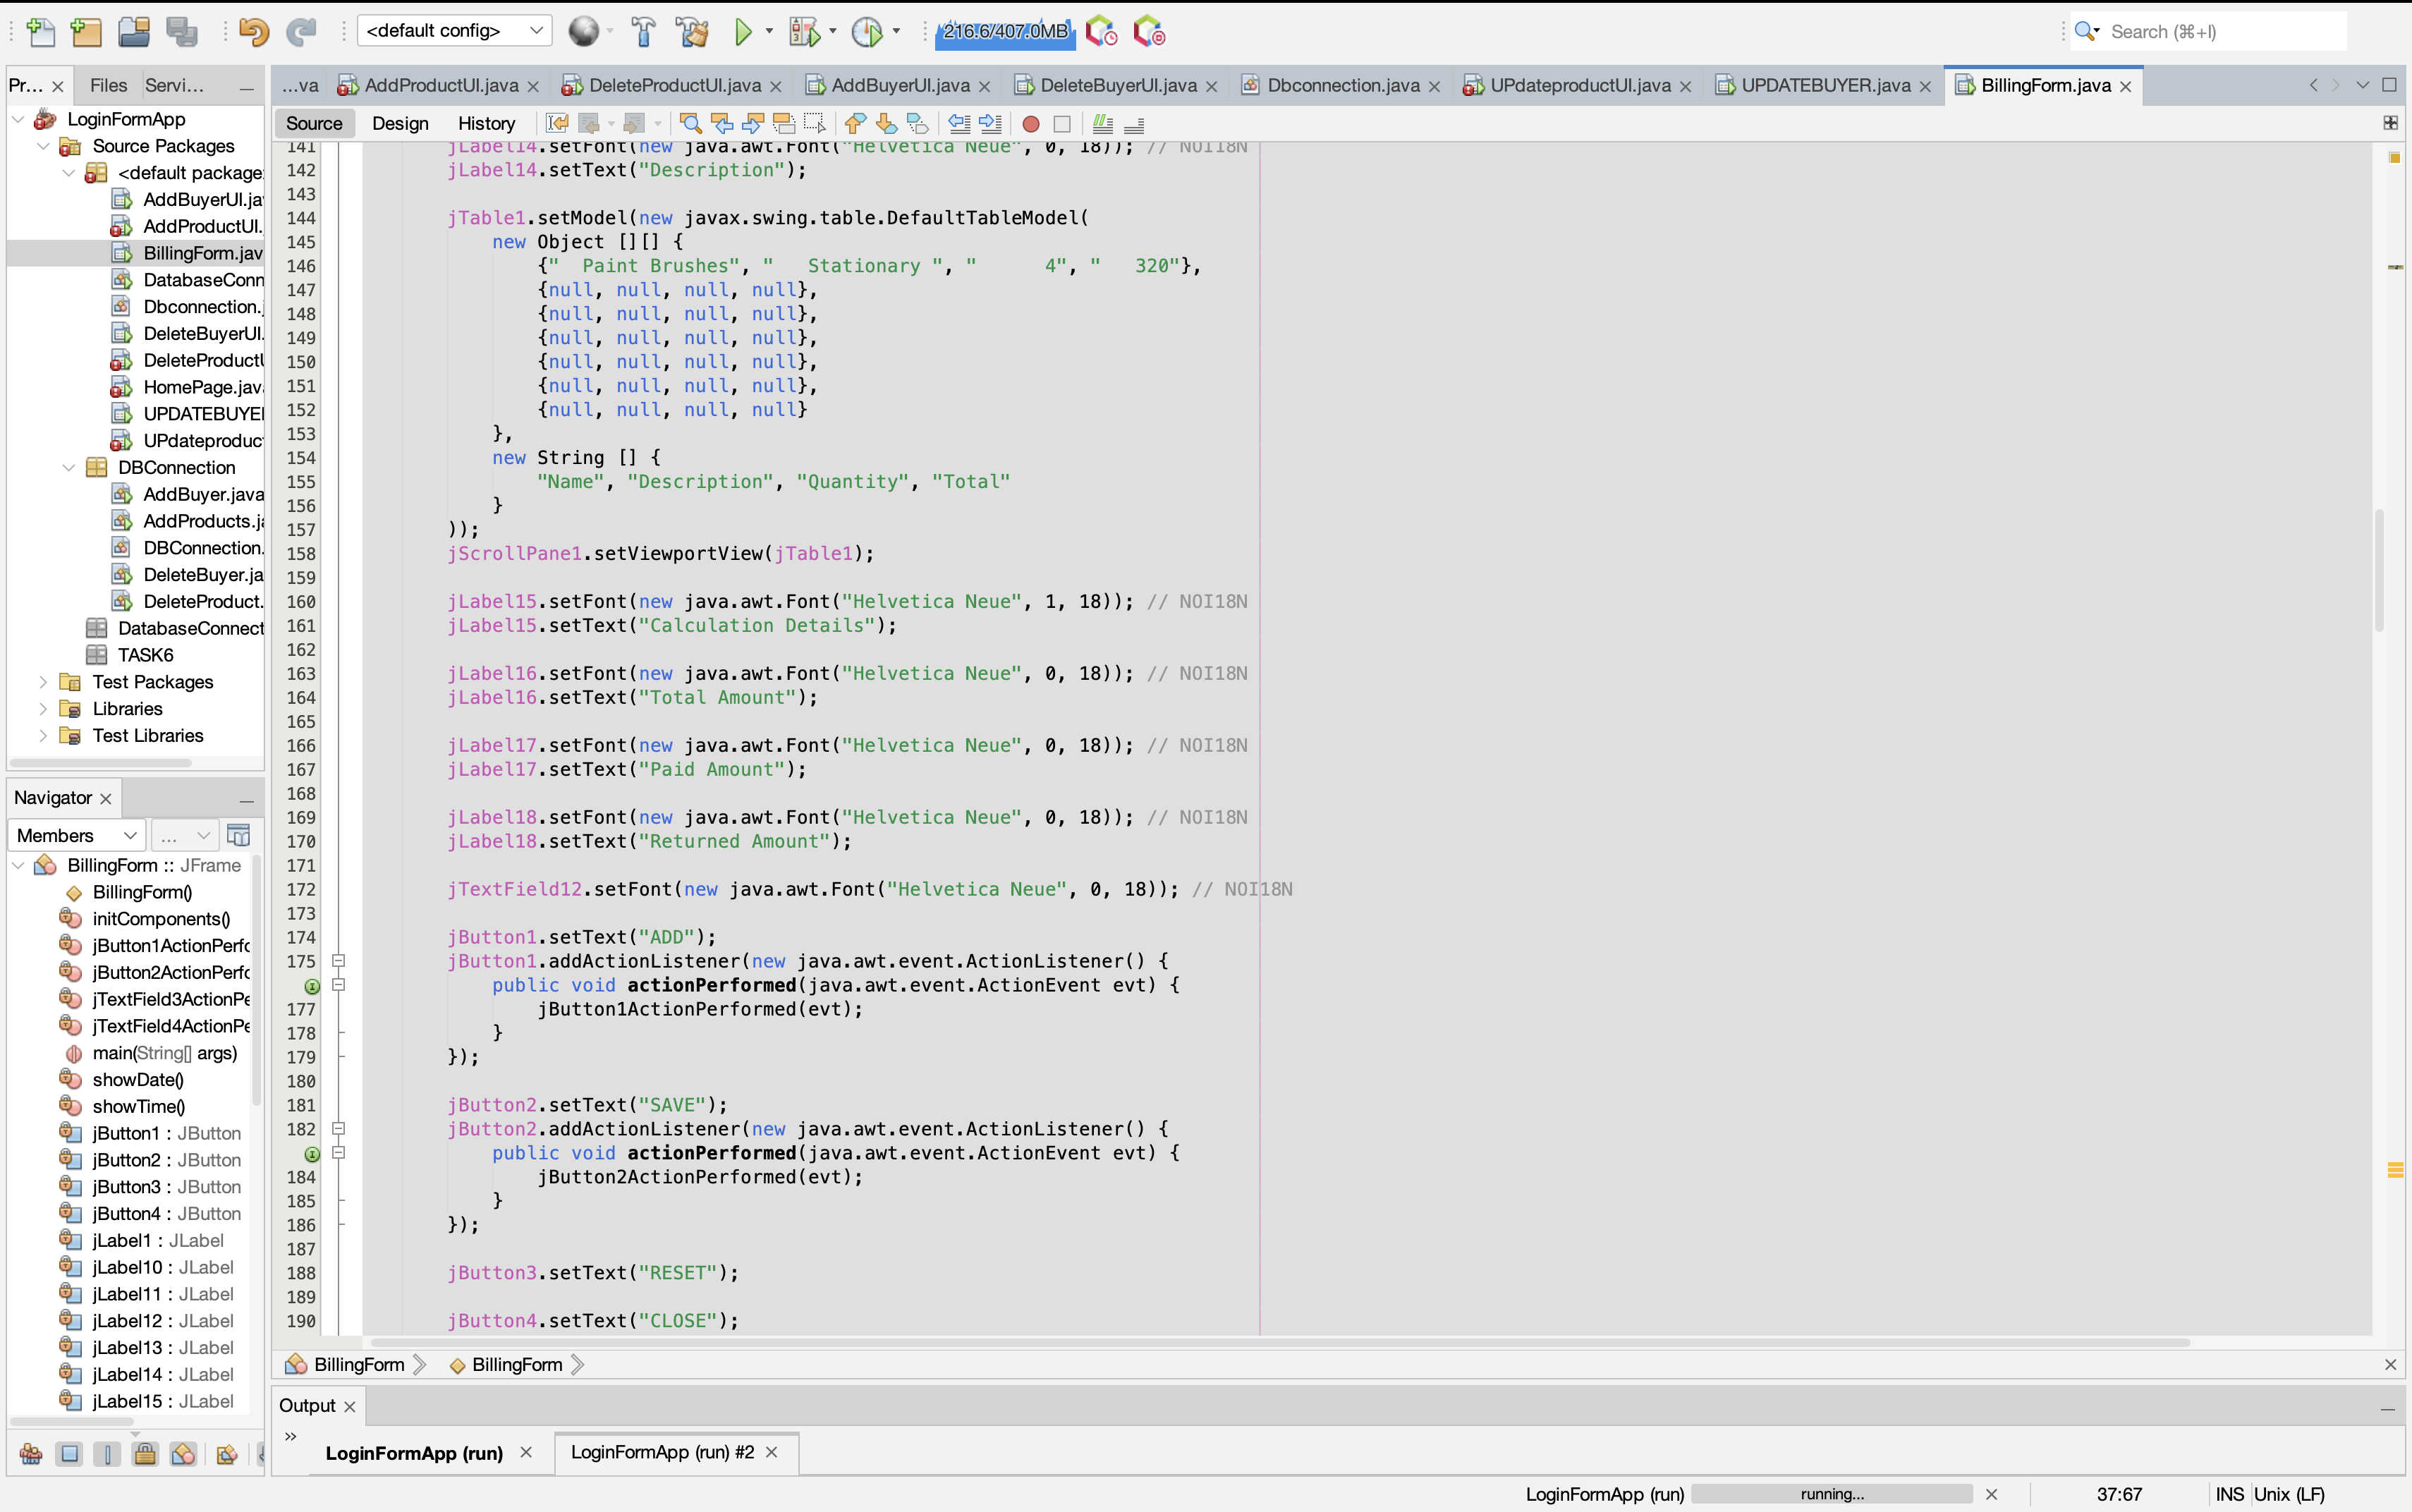 <default config>
216.6/407.0MB
Search (⌘+I)
Pr...
Files
Servi...
...va
AddProductUI.java
DeleteProductUI.java
AddBuyerUI.java
DeleteBuyerUI.java
Dbconnection.java
UPdateproductUI.java
UPDATEBUYER.java
BillingForm.java
LoginFormApp
Source Packages
<default package
AddBuyerUI.ja
AddProductUI.
BillingForm.jav
DatabaseConn
Dbconnection.j
DeleteBuyerUI.
DeleteProductU
HomePage.java
UPDATEBUYE
UPdateproduc
DBConnection
AddBuyer.java
AddProducts.ja
DBConnection.
DeleteBuyer.ja
DeleteProduct.
DatabaseConnect
TASK6
Test Packages
Libraries
Test Libraries
Navigator
Members
...
BillingForm :: JFrame
BillingForm()
initComponents()
jButton1ActionPerfo
jButton2ActionPerfo
jTextField3ActionPe
jTextField4ActionPe
main(String[] args)
showDate()
showTime()
jButton1 : JButton
jButton2 : JButton
jButton3 : JButton
jButton4 : JButton
jLabel1 : JLabel
jLabel10 : JLabel
jLabel11 : JLabel
jLabel12 : JLabel
jLabel13 : JLabel
jLabel14 : JLabel
jLabel15 : JLabel
Source
Design
History
141 jLabel14.setFont(new java.awt.Font("Helvetica Neue", 0, 18)); // NOI18N
142 jLabel14.setText("Description");
143
144 jTable1.setModel(new javax.swing.table.DefaultTableModel(
145 new Object [][] {
146 {"  Paint Brushes", "   Stationary ", "      4", "   320"},
147 {null, null, null, null},
148 {null, null, null, null},
149 {null, null, null, null},
150 {null, null, null, null},
151 {null, null, null, null},
152 {null, null, null, null}
153 },
154 new String [] {
155 "Name", "Description", "Quantity", "Total"
156 }
157 ));
158 jScrollPane1.setViewportView(jTable1);
159
160 jLabel15.setFont(new java.awt.Font("Helvetica Neue", 1, 18)); // NOI18N
161 jLabel15.setText("Calculation Details");
162
163 jLabel16.setFont(new java.awt.Font("Helvetica Neue", 0, 18)); // NOI18N
164 jLabel16.setText("Total Amount");
165
166 jLabel17.setFont(new java.awt.Font("Helvetica Neue", 0, 18)); // NOI18N
167 jLabel17.setText("Paid Amount");
168
169 jLabel18.setFont(new java.awt.Font("Helvetica Neue", 0, 18)); // NOI18N
170 jLabel18.setText("Returned Amount");
171
172 jTextField12.setFont(new java.awt.Font("Helvetica Neue", 0, 18)); // NOI18N
173
174 jButton1.setText("ADD");
175 jButton1.addActionListener(new java.awt.event.ActionListener() {
public void actionPerformed(java.awt.event.ActionEvent evt) {
177 jButton1ActionPerformed(evt);
178 }
179 });
180
181 jButton2.setText("SAVE");
182 jButton2.addActionListener(new java.awt.event.ActionListener() {
public void actionPerformed(java.awt.event.ActionEvent evt) {
184 jButton2ActionPerformed(evt);
185 }
186 });
187
188 jButton3.setText("RESET");
189
190 jButton4.setText("CLOSE");
BillingForm
BillingForm
Output
LoginFormApp (run)
LoginFormApp (run) #2
LoginFormApp (run)
running...
37:67
INS
Unix (LF)